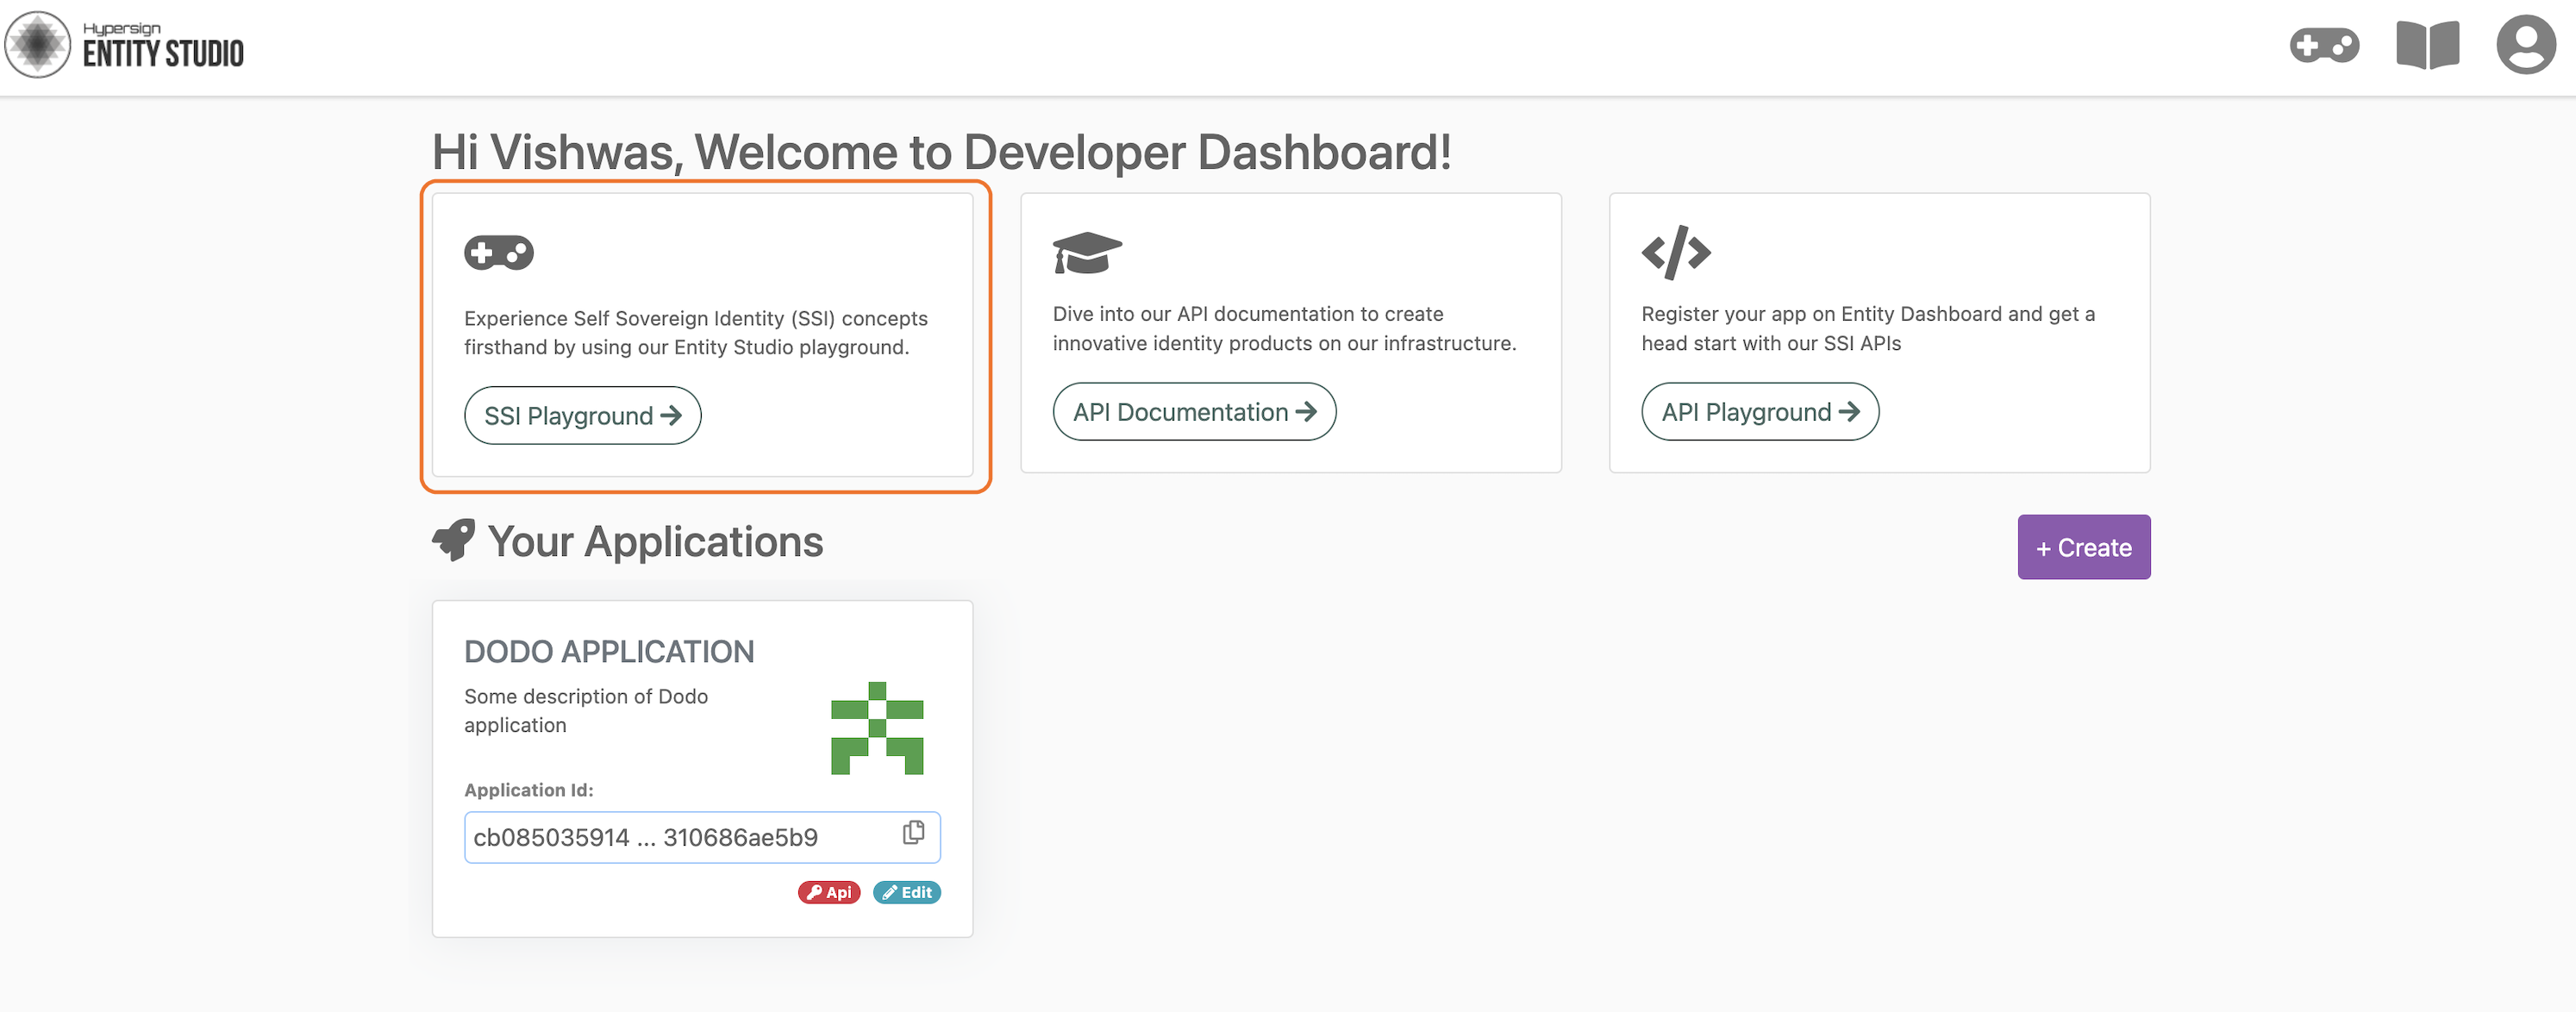 Hypersign
ENTITY STUDIO
Hi Vishwas, Welcome to Developer Dashboard!
Experience Self Sovereign Identity (SSI) concepts
firsthand by using our Entity Studio playground.
SSI Playground
Dive into our API documentation to create
innovative identity products on our infrastructure.
API Documentation
Register your app on Entity Dashboard and get a
head start with our SSI APIs
API Playground
Your Applications
+ Create
DODO APPLICATION
Some description of Dodo
application
Application Id:
cb085035914 ... 310686ae5b9
Api
Edit